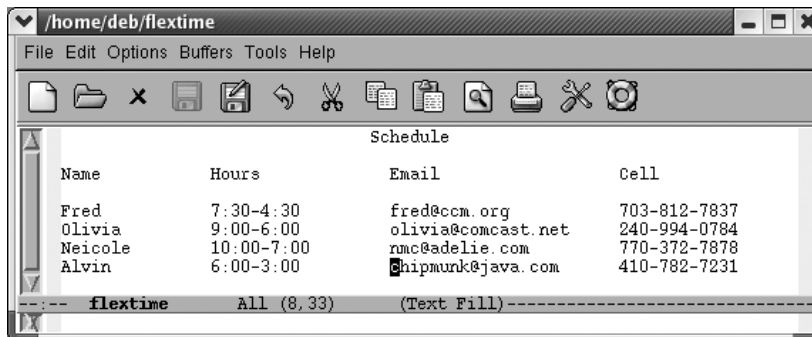 /home/deb/flextime
File Edit Options Buffers Tools Help
Schedule
Name Hours Email Cell
Fred 7:30-4:30 fred@ccm.org 703-812-7837
Olivia 9:00-6:00 olivia@comcast.net 240-994-0784
Neicole 10:00-7:00 nmc@adelie.com 770-372-7878
Alvin 6:00-3:00 chipmunk@java.com 410-782-7231
--:-- flextime All (8,33) (Text Fill)--------------------------------